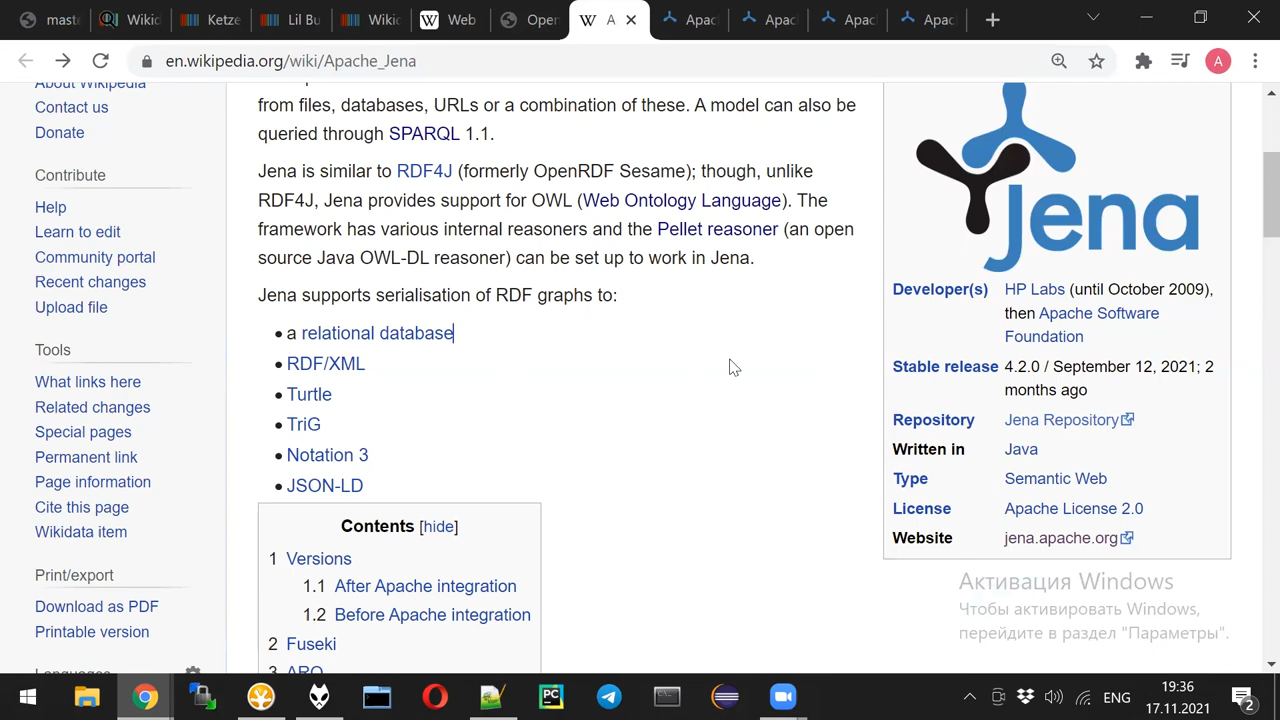 maste
Wikid
Ketze
Lil Bu
Wikic
Web
Open
A
Apac
Apac
Apac
Apac
en.wikipedia.org/wiki/Apache_Jena
A
About Wikipedia
Contact us
Donate
Contribute
Help
Learn to edit
Community portal
Recent changes
Upload file
Tools
What links here
Related changes
Special pages
Permanent link
Page information
Cite this page
Wikidata item
Print/export
Download as PDF
Printable version
Languages
from files, databases, URLs or a combination of these. A model can also be
queried through SPARQL 1.1.
Jena is similar to RDF4J (formerly OpenRDF Sesame); though, unlike
RDF4J, Jena provides support for OWL (Web Ontology Language). The
framework has various internal reasoners and the Pellet reasoner (an open
source Java OWL-DL reasoner) can be set up to work in Jena.
Jena supports serialisation of RDF graphs to:
• a relational database
• RDF/XML
• Turtle
• TriG
• Notation 3
• JSON-LD
Contents [hide]
1 Versions
1.1 After Apache integration
1.2 Before Apache integration
2 Fuseki
3 ARQ
Jena
Developer(s) HP Labs (until October 2009),
then Apache Software
Foundation
Stable release 4.2.0 / September 12, 2021; 2
months ago
Repository Jena Repository
Written in Java
Type Semantic Web
License Apache License 2.0
Website jena.apache.org
Активация Windows
Чтобы активировать Windows,
перейдите в раздел "Параметры".
PC
ENG
19:36
17.11.2021
2